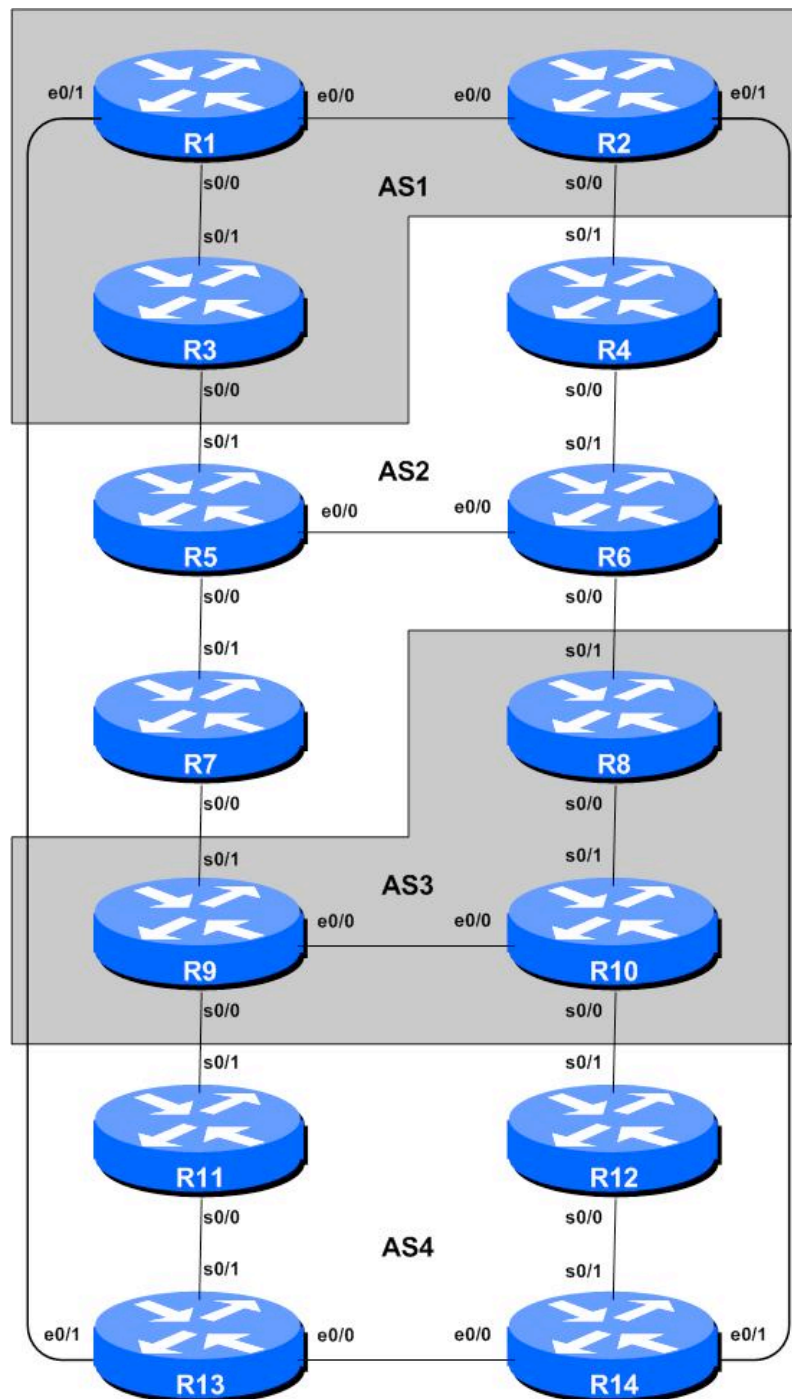 e0/1 e0/0 e0/0 e0/1
R1 R2
s0/0 AS1 s0/0
s0/1 s0/1
R3 R4
s0/0 s0/0
s0/1 AS2 s0/1
e0/0 e0/0
R5 R6
s0/0 s0/0
s0/1 s0/1
R7 R8
s0/0 s0/0
s0/1 AS3 s0/1
e0/0 e0/0
R9 R10
s0/0 s0/0
s0/1 s0/1
R11 R12
s0/0 s0/0
AS4
s0/1 s0/1
e0/1 e0/0 e0/0 e0/1
R13 R14